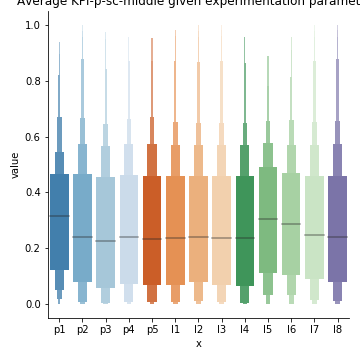 Average KPI-p-sc-middle given experimentation paramet
1.0
0.8
0.6
0.4
0.2
0.0
value
p1 p2 p3 p4 p5 l1 l2 l3 l4 l5 l6 l7 l8
x